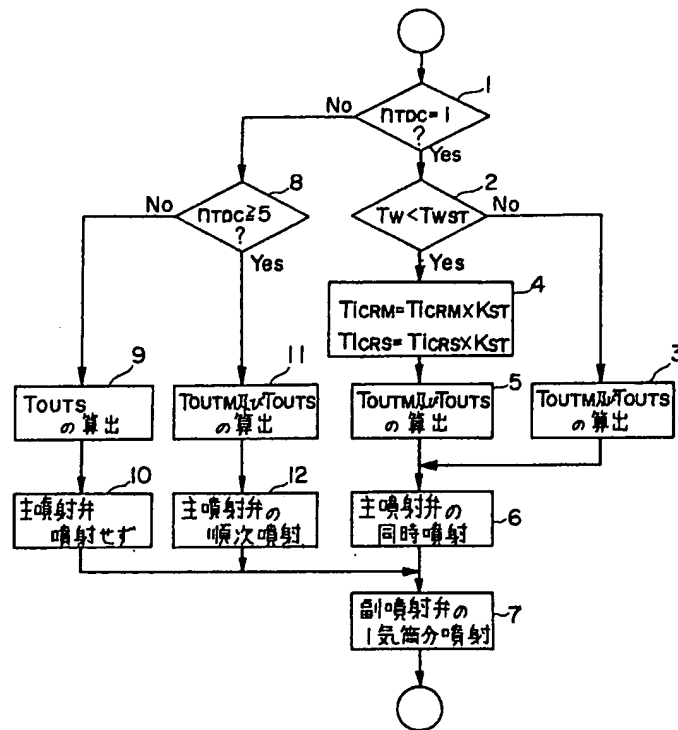 1
No
nTDC=1
?
Yes
8
2
No
nTDC≧5
?
Yes
TW<TWST
No
Yes
4
TiCRM=TiCRM×KST
TiCRS=TiCRS×KST
9
11
5
3
TOUTS
の算出
TOUTM及びTOUTS
の算出
TOUTM及びTOUTS
の算出
TOUTM及びTOUTS
の算出
10
12
主噴射弁
噴射せず
主噴射弁の
順次噴射
主噴射弁の
同時噴射
6
副噴射弁の
1気筒分噴射
7